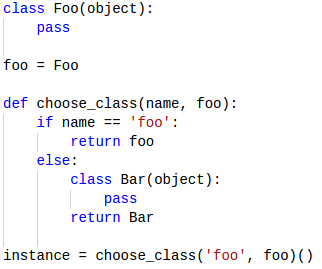 class Foo(object):
    pass

foo = Foo

def choose_class(name, foo):
    if name == 'foo':
        return foo
    else:
        class Bar(object):
            pass
        return Bar

instance = choose_class('foo', foo)()